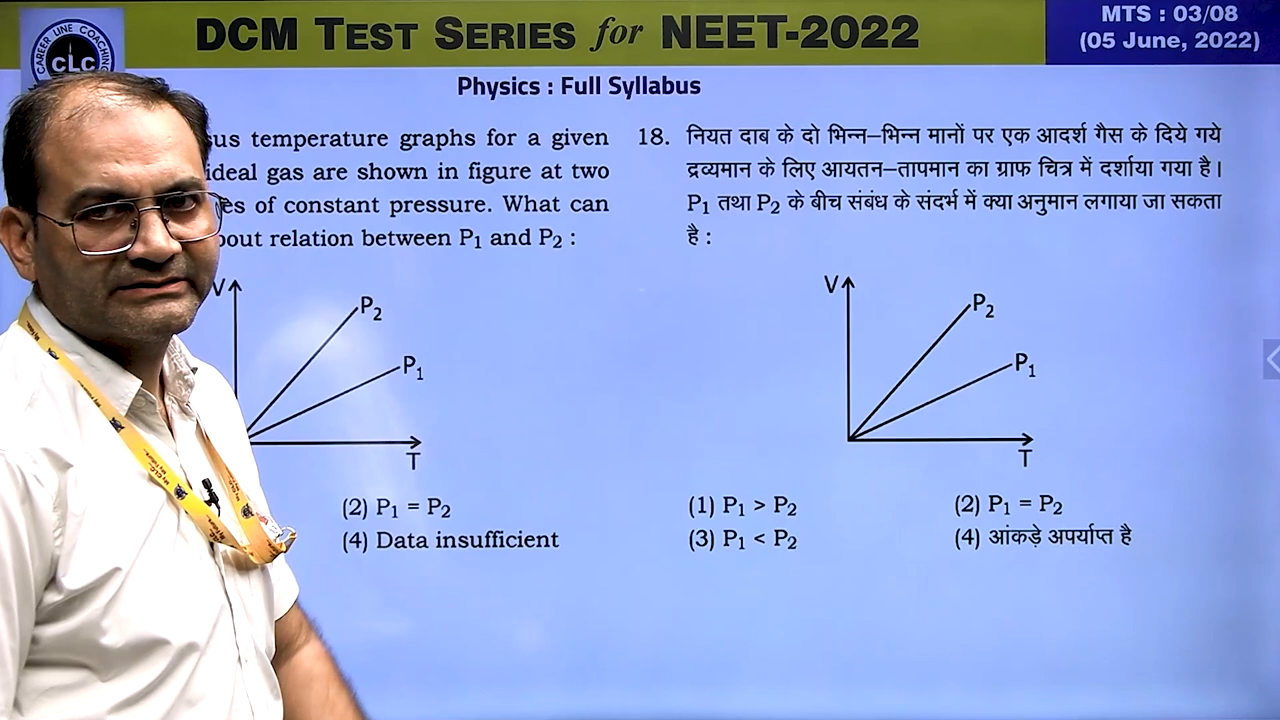 DCM TEST SERIES for NEET-2022
MTS : 03/08
(05 June, 2022)
CAREER LINE COACHING
CLC
Physics : Full Syllabus
temperature graphs for a given
ideal gas are shown in figure at two
of constant pressure. What can
relation between P₁ and P₂ :
V
P₂
P₁
T
(2) P₁ = P₂
(4) Data insufficient
18. नियत दाब के दो भिन्न–भिन्न मानों पर एक आदर्श गैस के दिये गये
द्रव्यमान के लिए आयतन–तापमान का ग्राफ चित्र में दर्शाया गया है।
P₁ तथा P₂ के बीच संबंध के संदर्भ में क्या अनुमान लगाया जा सकता
है :
V
P₂
P₁
T
(1) P₁ > P₂ (2) P₁ = P₂
(3) P₁ < P₂ (4) आंकड़े अपर्याप्त है